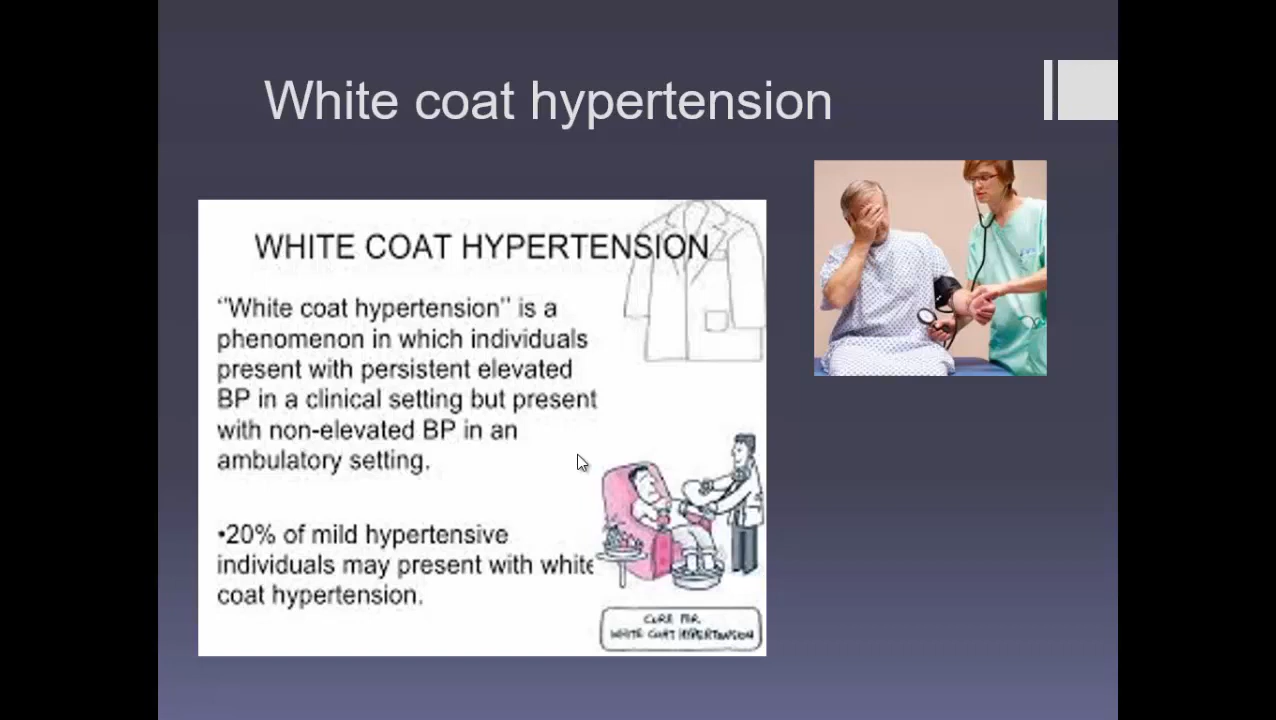 White coat hypertension
WHITE COAT HYPERTENSION
‘’White coat hypertension’’ is a
phenomenon in which individuals
present with persistent elevated
BP in a clinical setting but present
with non-elevated BP in an
ambulatory setting.
•20% of mild hypertensive
individuals may present with white
coat hypertension.
CURE FOR
WHITE COAT HYPERTENSION